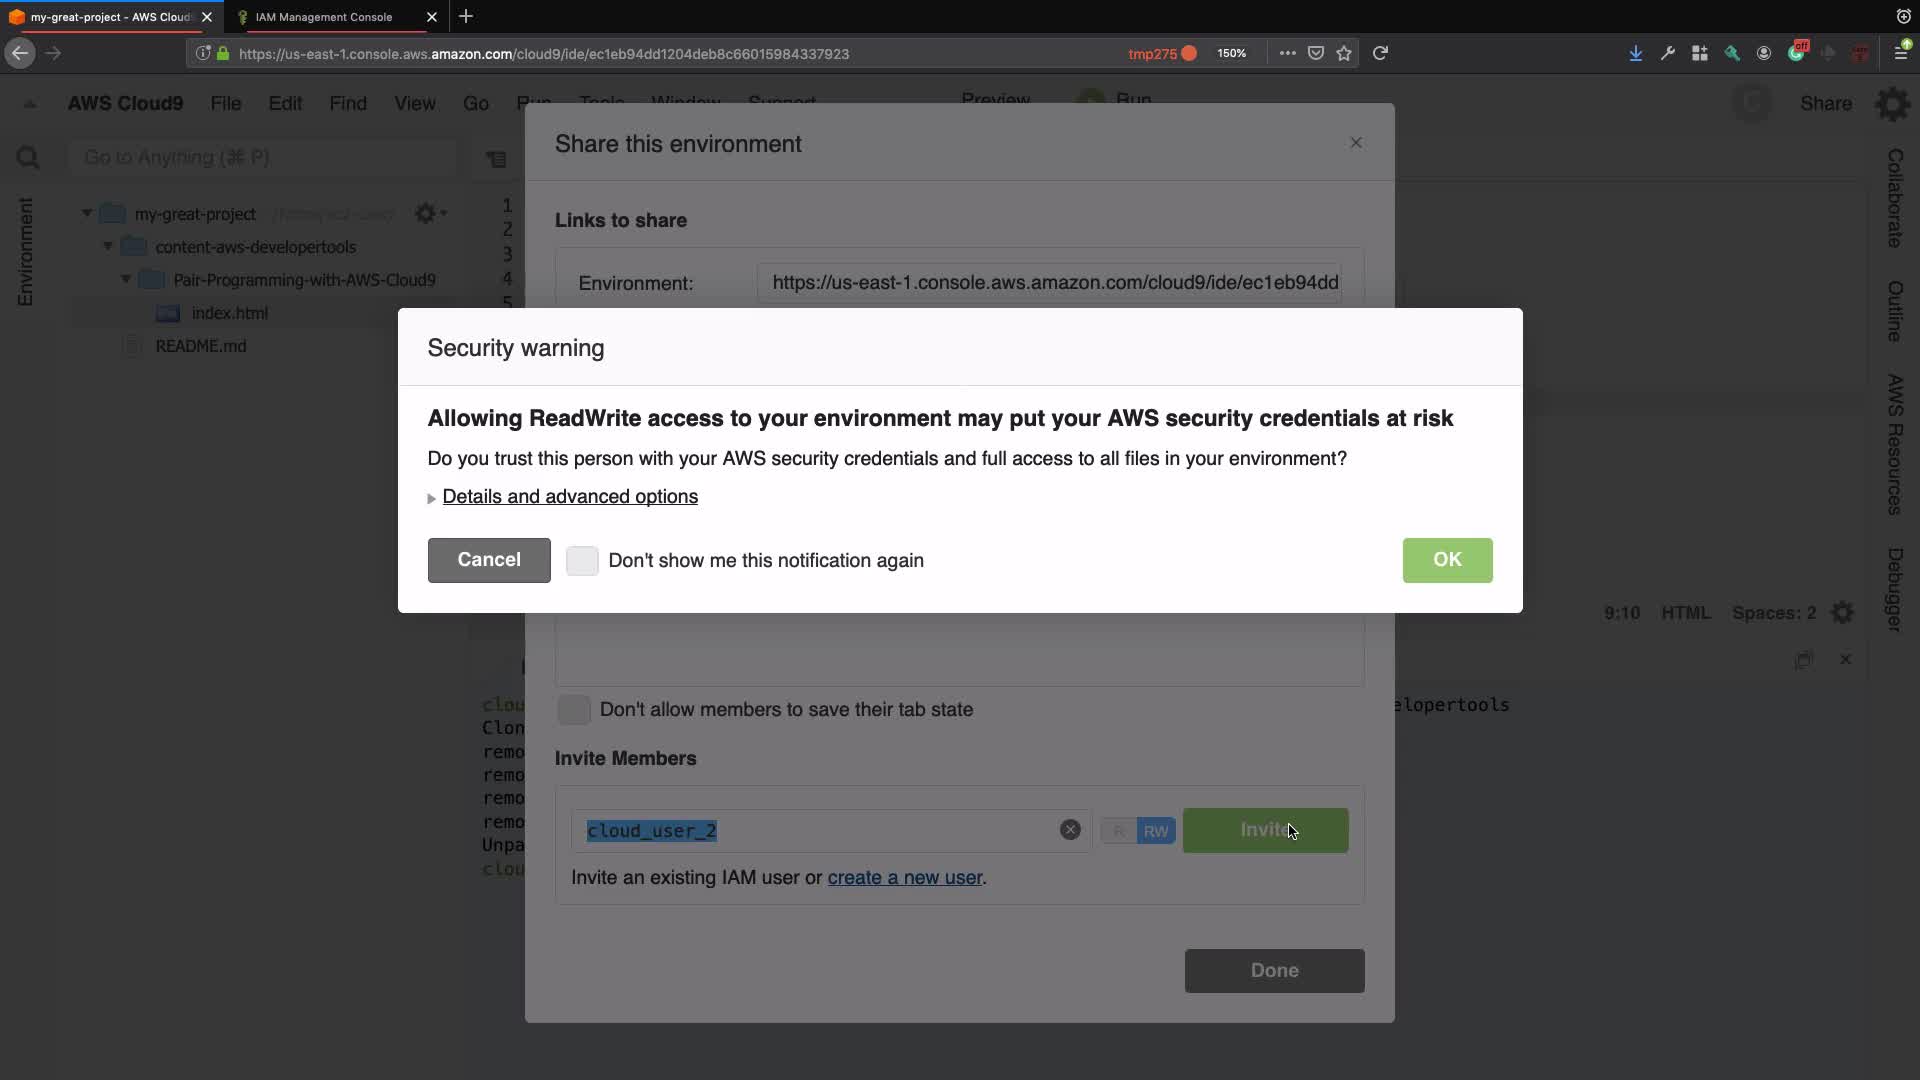 my-great-project - AWS Cloud9
IAM Management Console
https://us-east-1.console.aws.amazon.com/cloud9/ide/ec1eb94dd1204deb8c66015984337923
tmp275
150%
off
AWS Cloud9 File Edit Find View Go Run Tools Window Support Preview Run
Share
Go to Anything (⌘ P)
Share this environment
Environment
my-great-project
content-aws-developertools
Pair-Programming-with-AWS-Cloud9
index.html
README.md
1
2
3
4
5
Links to share
Environment:
https://us-east-1.console.aws.amazon.com/cloud9/ide/ec1eb94dd
Collaborate
Outline
AWS Resources
Debugger
Security warning
Allowing ReadWrite access to your environment may put your AWS security credentials at risk
Do you trust this person with your AWS security credentials and full access to all files in your environment?
Details and advanced options
Cancel
Don't show me this notification again
OK
9:10 HTML Spaces: 2
Don't allow members to save their tab state
clou
elopertools
Clon
remo
remo
remo
remo
Unpa
clou
Invite Members
cloud_user_2
R RW
Invite
Invite an existing IAM user or create a new user.
Done